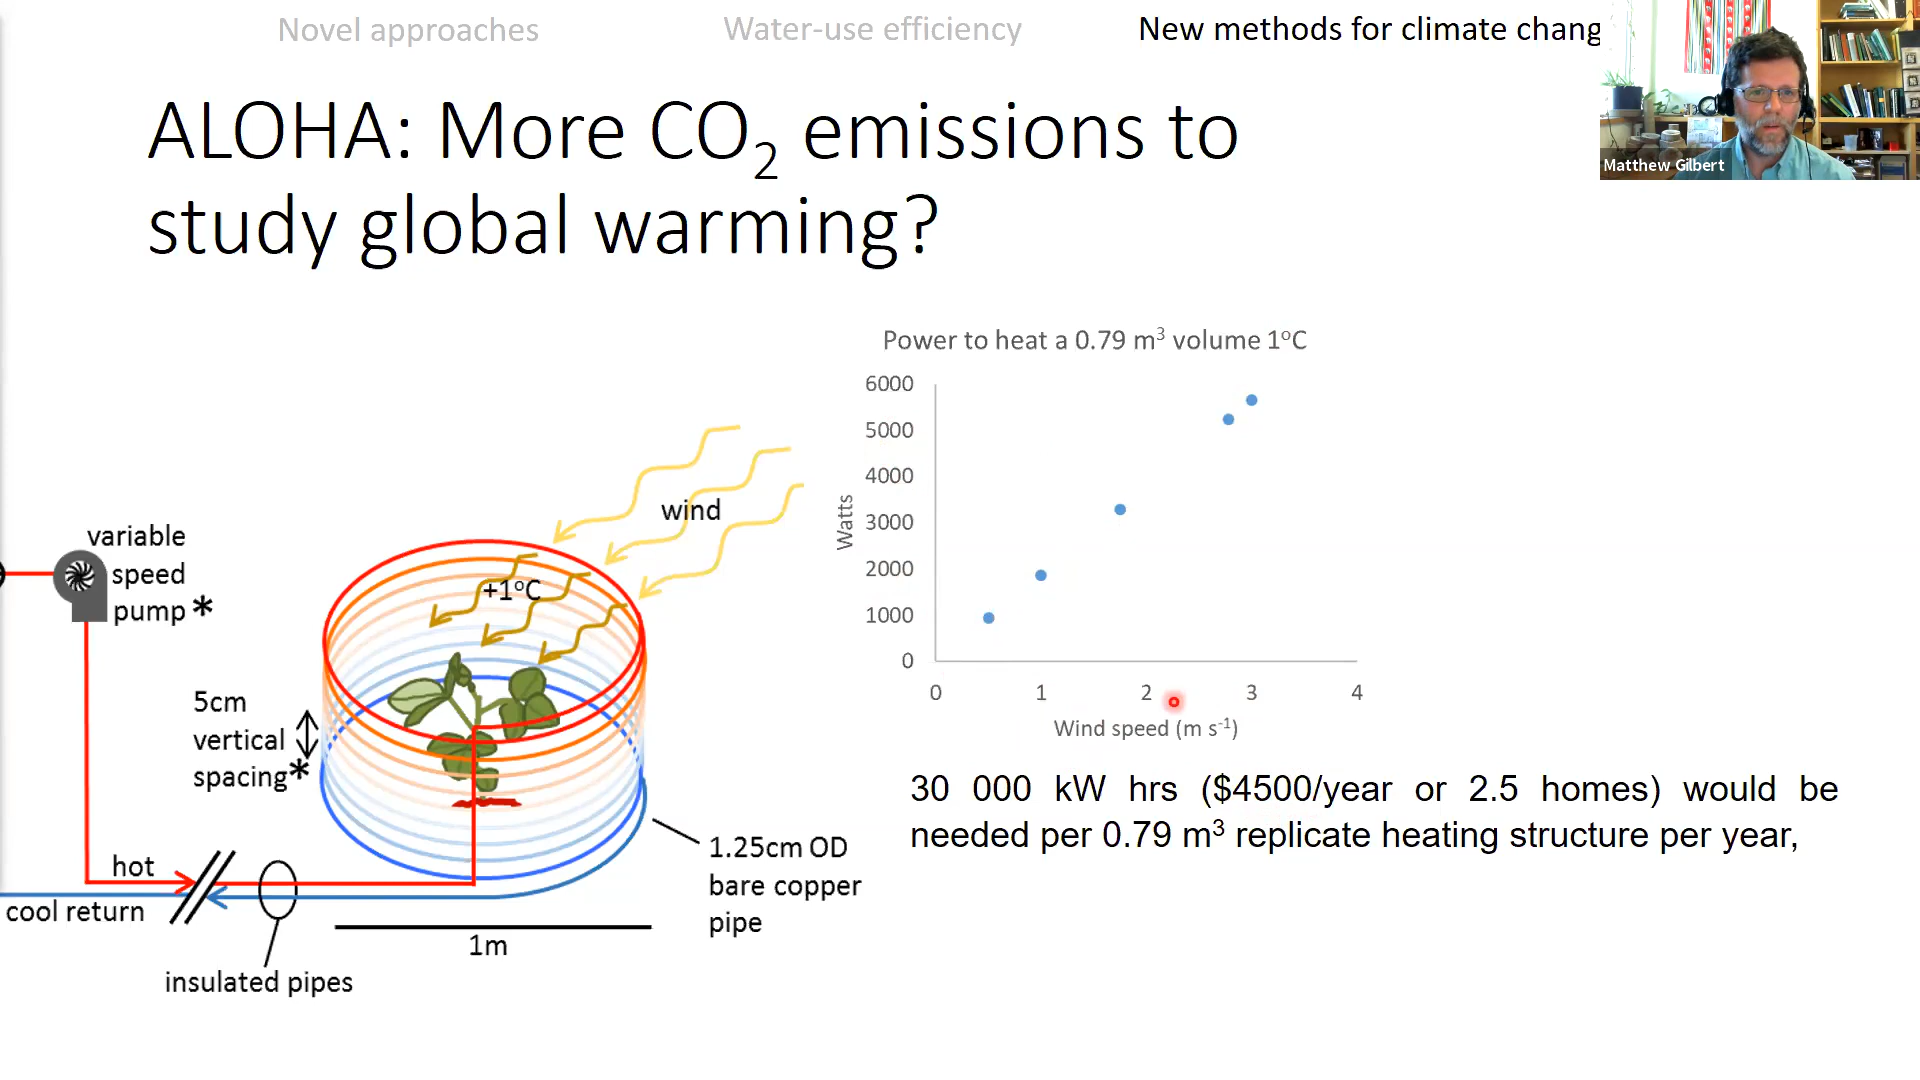 Novel approaches
Water-use efficiency
New methods for climate chang
Matthew Gilbert
ALOHA: More CO₂ emissions to
study global warming?
variable
speed
pump *
wind
+1°C
5cm
vertical
spacing*
hot
cool return
insulated pipes
1m
1.25cm OD
bare copper
pipe
Power to heat a 0.79 m³ volume 1°C
Watts
6000
5000
4000
3000
2000
1000
0
0 1 2 3 4
Wind speed (m s⁻¹)
30 000 kW hrs ($4500/year or 2.5 homes) would be
needed per 0.79 m³ replicate heating structure per year,